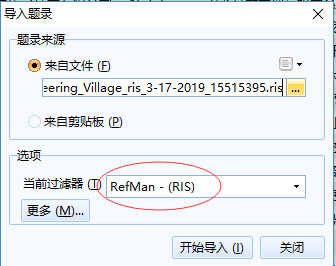 导入题录
题录来源
来自文件 (F)
eering_Village_ris_3-17-2019_15515395.ris
...
来自剪贴板 (P)
选项
当前过滤器 (T) RefMan - (RIS)
更多 (M)...
开始导入 (I) 关闭